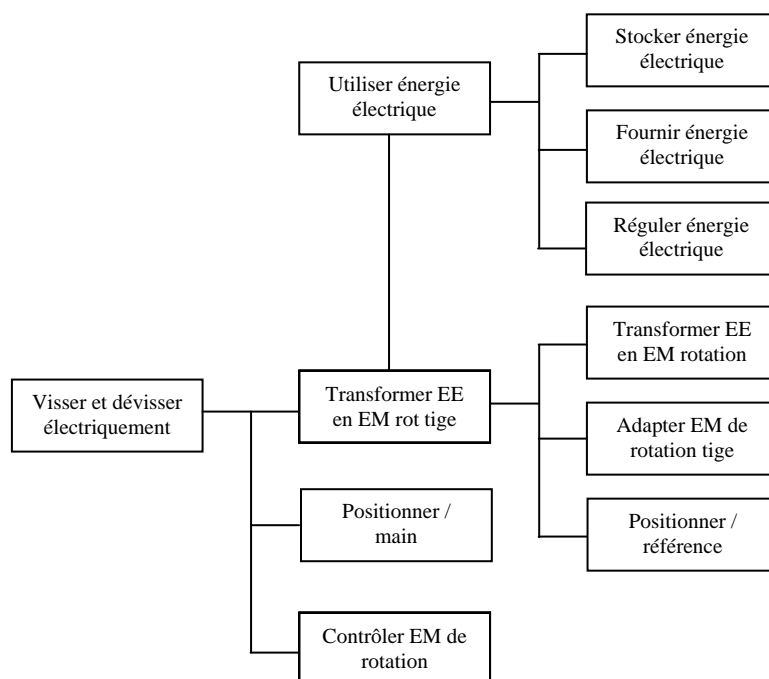 Stocker énergie
électrique
Utiliser énergie
électrique
Fournir énergie
électrique
Réguler énergie
électrique
Transformer EE
en EM rotation
Visser et dévisser
électriquement
Transformer EE
en EM rot tige
Adapter EM de
rotation tige
Positionner /
main
Positionner /
référence
Contrôler EM de
rotation